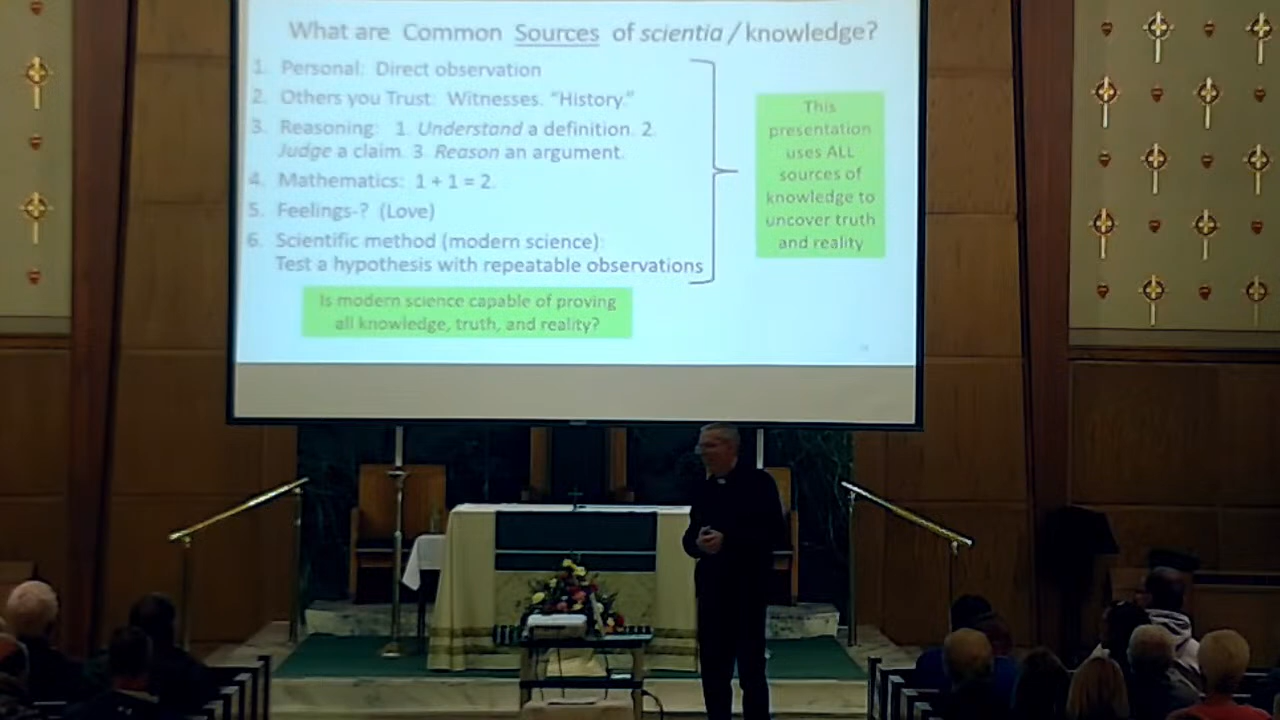 What are Common Sources of scientia / knowledge?
1. Personal: Direct observation
2. Others you Trust: Witnesses. "History."
3. Reasoning: 1. Understand a definition. 2.
Judge a claim. 3. Reason an argument.
4. Mathematics: 1 + 1 = 2.
5. Feelings-? (Love)
6. Scientific method (modern science):
Test a hypothesis with repeatable observations
This
presentation
uses ALL
sources of
knowledge to
uncover truth
and reality
Is modern science capable of proving
all knowledge, truth, and reality?